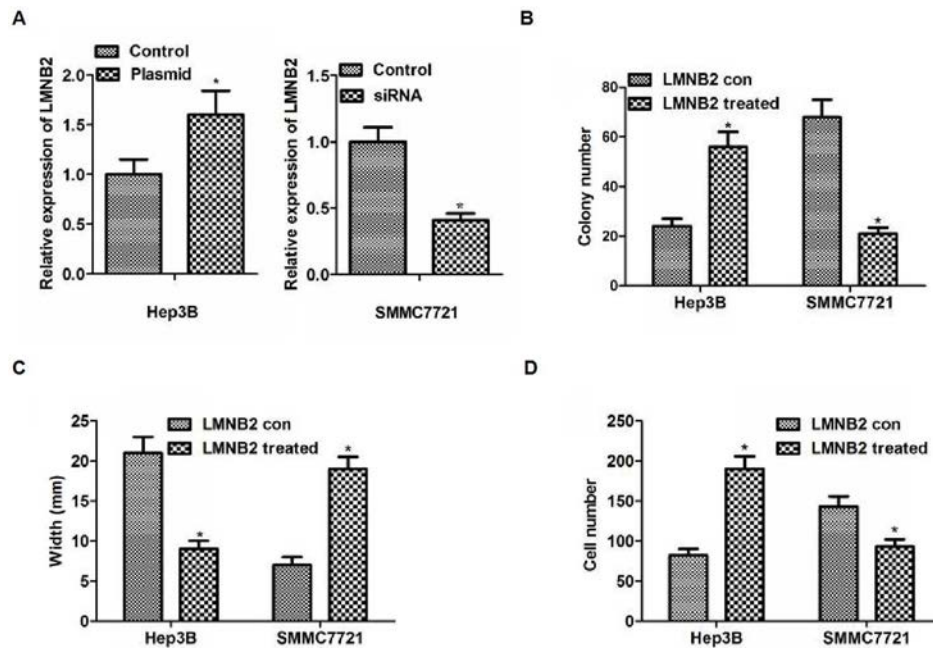 A
Relative expression of LMNB2
Control
Plasmid
2.0
1.5
1.0
0.5
0.0
*
Hep3B
Relative expression of LMNB2
Control
siRNA
1.5
1.0
0.5
0.0
*
SMMC7721
B
Colony number
LMNB2 con
LMNB2 treated
80
60
40
20
0
*
*
Hep3B
SMMC7721
C
Width (mm)
LMNB2 con
LMNB2 treated
25
20
15
10
5
0
*
*
Hep3B
SMMC7721
D
Cell number
LMNB2 con
LMNB2 treated
250
200
150
100
50
0
*
*
Hep3B
SMMC7721